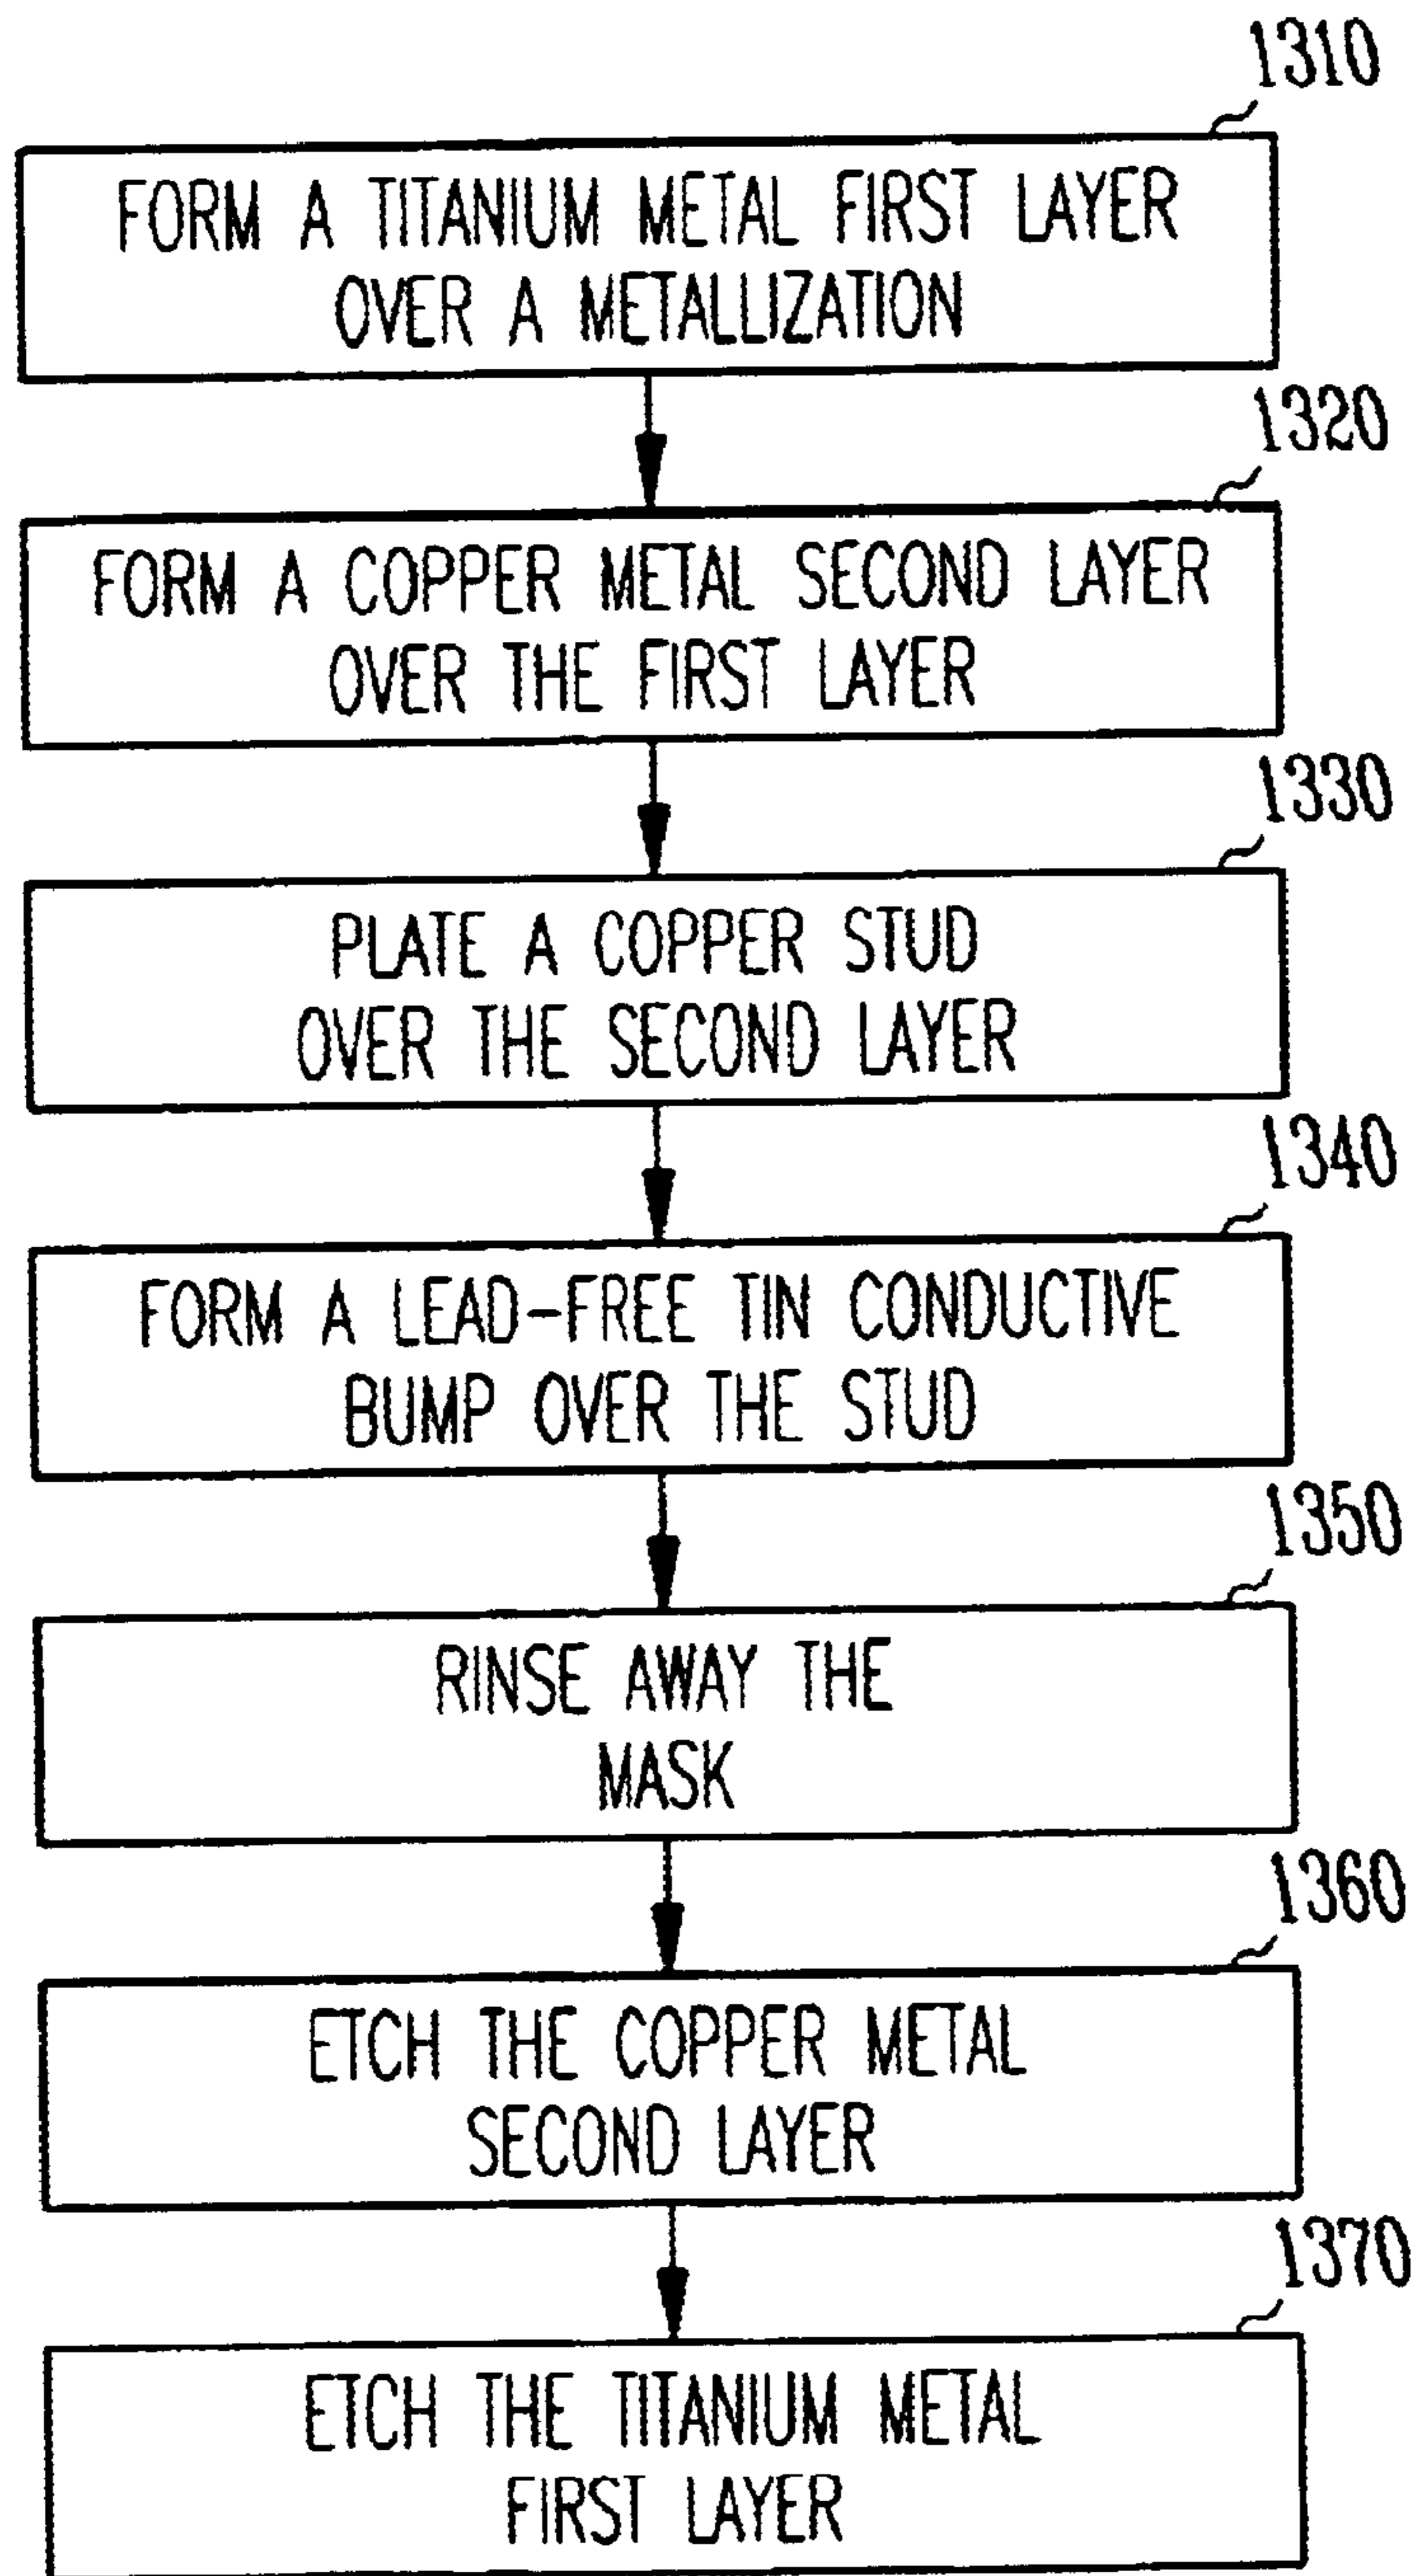 1310
FORM A TITANIUM METAL FIRST LAYER
OVER A METALLIZATION
1320
FORM A COPPER METAL SECOND LAYER
OVER THE FIRST LAYER
1330
PLATE A COPPER STUD
OVER THE SECOND LAYER
1340
FORM A LEAD-FREE TIN CONDUCTIVE
BUMP OVER THE STUD
1350
RINSE AWAY THE
MASK
1360
ETCH THE COPPER METAL
SECOND LAYER
1370
ETCH THE TITANIUM METAL
FIRST LAYER